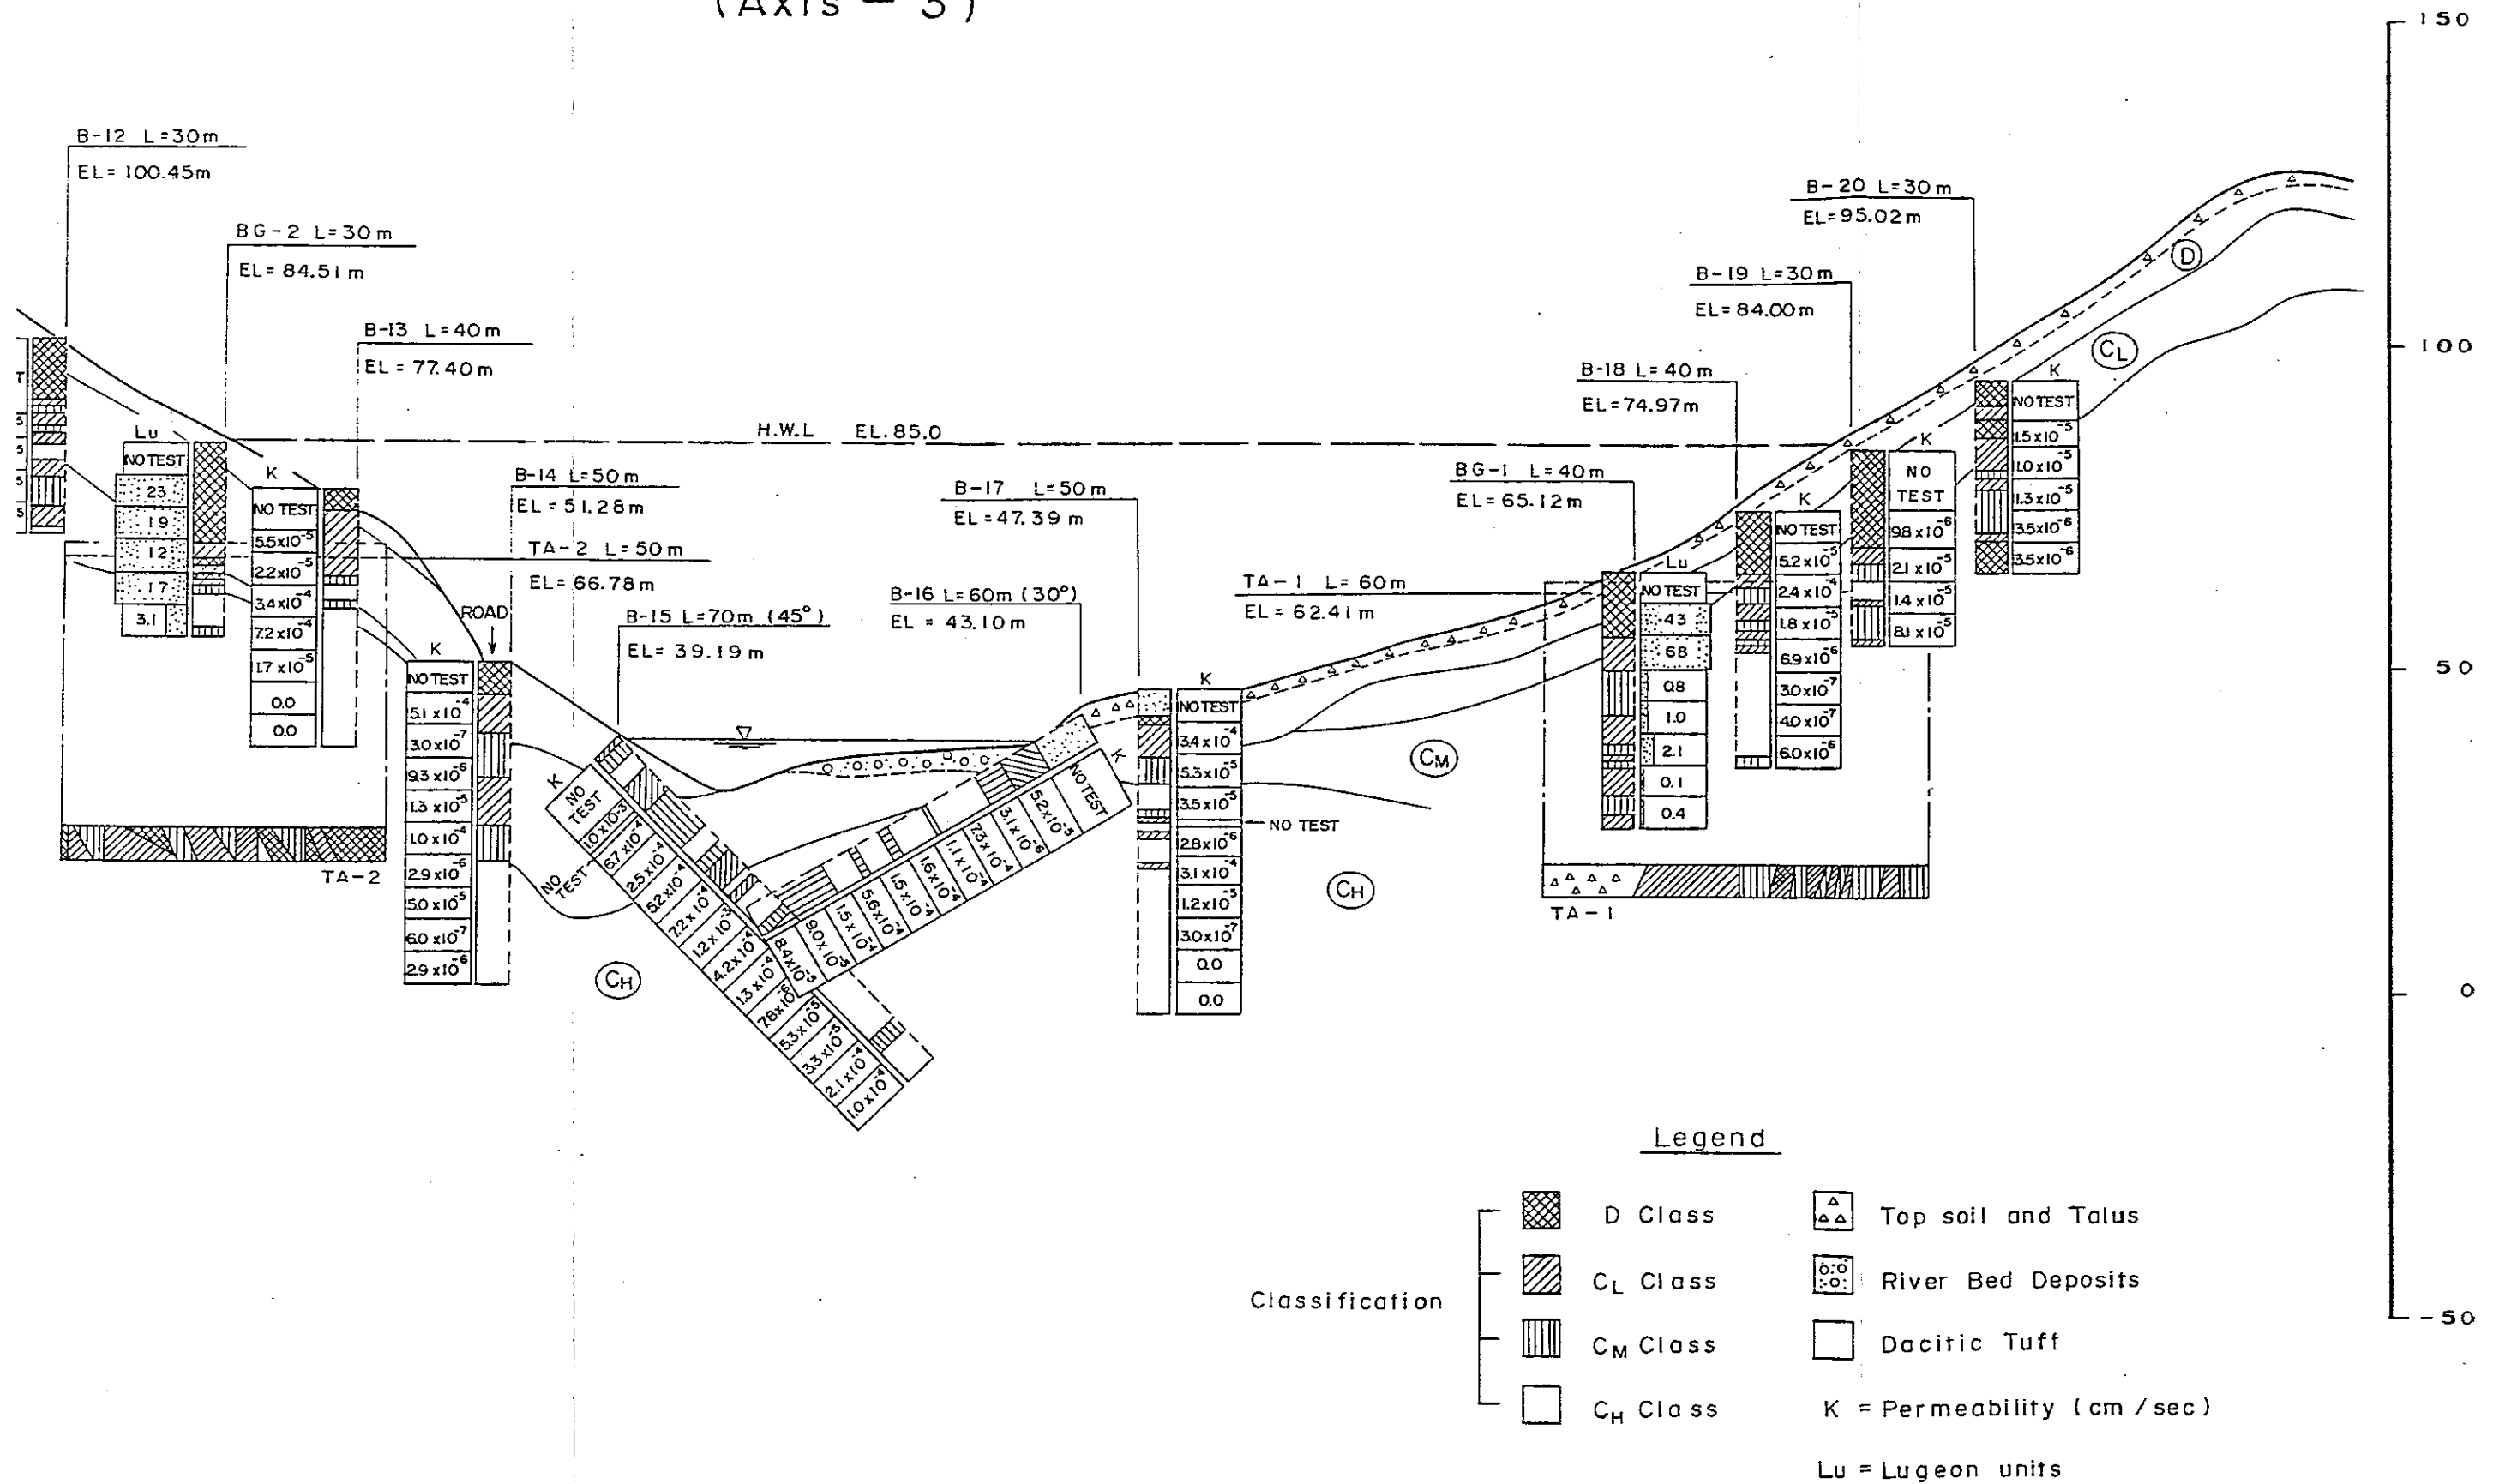 (Axis - 3)
150
100
50
0
-50
B-12 L=30m
EL= 100.45m
BG-2 L=30m
EL= 84.51m
B-13 L=40m
EL = 77.40m
H.W.L EL. 85.0
B-14 L=50m
EL = 51.28m
TA-2 L=50m
EL = 66.78m
ROAD
B-15 L=70m (45°)
EL= 39.19m
B-17 L=50m
EL=47.39 m
B-16 L=60m (30°)
EL = 43.10m
TA-1 L=60m
EL = 62.41m
BG-1 L=40m
EL= 65.12m
B-18 L=40m
EL=74.97m
B-19 L=30m
EL= 84.00m
B-20 L=30m
EL=95.02m
T
5
5
5
5
Lu
NO TEST
23
19
12
17
3.1
K
NO TEST
5.5x10⁻⁵
2.2x10⁻⁵
3.4x10⁻⁴
7.2x10⁻⁴
1.7x10⁻⁵
0.0
0.0
K
NO TEST
5.1x10⁻⁴
3.0x10⁻⁷
9.3x10⁻⁶
1.3x10⁻⁵
1.0x10⁻⁴
2.9x10⁻⁶
5.0x10⁻⁵
6.0x10⁻⁷
2.9x10⁻⁶
K
NO TEST
1.0x10⁻³
6.7x10⁻⁴
NO TEST
2.5x10⁻⁴
5.2x10⁻⁴
7.2x10⁻⁴
1.2x10⁻³
4.2x10⁻⁴
1.3x10⁻⁴
7.8x10⁻⁶
5.3x10⁻⁵
3.3x10⁻⁵
2.1x10⁻⁴
1.0x10⁻⁴
K
NO TEST
5.2x10⁻⁵
3.1x10⁻⁶
7.3x10⁻⁴
1.1x10⁻⁴
1.6x10⁻⁴
1.5x10⁻⁴
5.6x10⁻⁴
1.5x10⁻⁴
9.0x10⁻⁵
8.4x10⁻⁵
K
NO TEST
3.4x10⁻⁴
5.3x10⁻⁵
3.5x10⁻⁵
NO TEST
2.8x10⁻⁶
3.1x10⁻⁴
1.2x10⁻⁵
3.0x10⁻⁷
0.0
0.0
Lu
NO TEST
43
68
0.8
1.0
2.1
0.1
0.4
K
NO TEST
5.2x10⁻⁵
2.4x10⁻⁴
1.8x10⁻⁵
6.9x10⁻⁶
3.0x10⁻⁷
4.0x10⁻⁷
6.0x10⁻⁶
K
NO
TEST
9.8x10⁻⁶
2.1x10⁻⁵
1.4x10⁻⁵
8.1x10⁻⁵
K
NO TEST
1.5x10⁻⁵
1.0x10⁻⁵
1.3x10⁻⁵
3.5x10⁻⁶
3.5x10⁻⁶
D
CL
CM
CH
CH
TA-2
TA-1
Legend
Classification
D Class
CL Class
CM Class
CH Class
Top soil and Talus
River Bed Deposits
Dacitic Tuff
K = Permeability (cm/sec)
Lu = Lugeon units